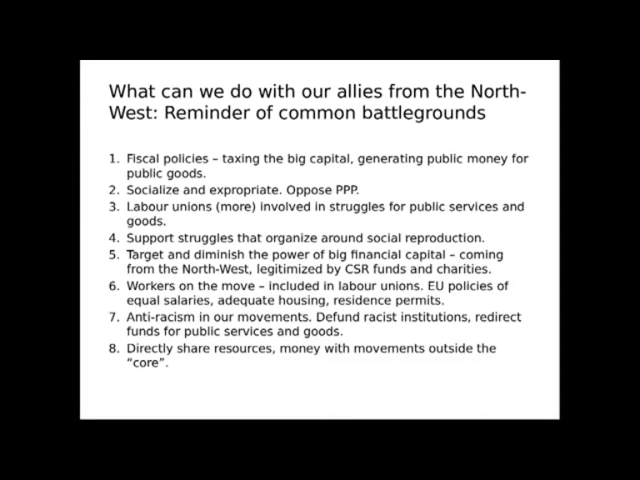 What can we do with our allies from the North-
West: Reminder of common battlegrounds
1. Fiscal policies – taxing the big capital, generating public money for
public goods.
2. Socialize and expropriate. Oppose PPP.
3. Labour unions (more) involved in struggles for public services and
goods.
4. Support struggles that organize around social reproduction.
5. Target and diminish the power of big financial capital – coming
from the North-West, legitimized by CSR funds and charities.
6. Workers on the move – included in labour unions. EU policies of
equal salaries, adequate housing, residence permits.
7. Anti-racism in our movements. Defund racist institutions, redirect
funds for public services and goods.
8. Directly share resources, money with movements outside the
“core”.